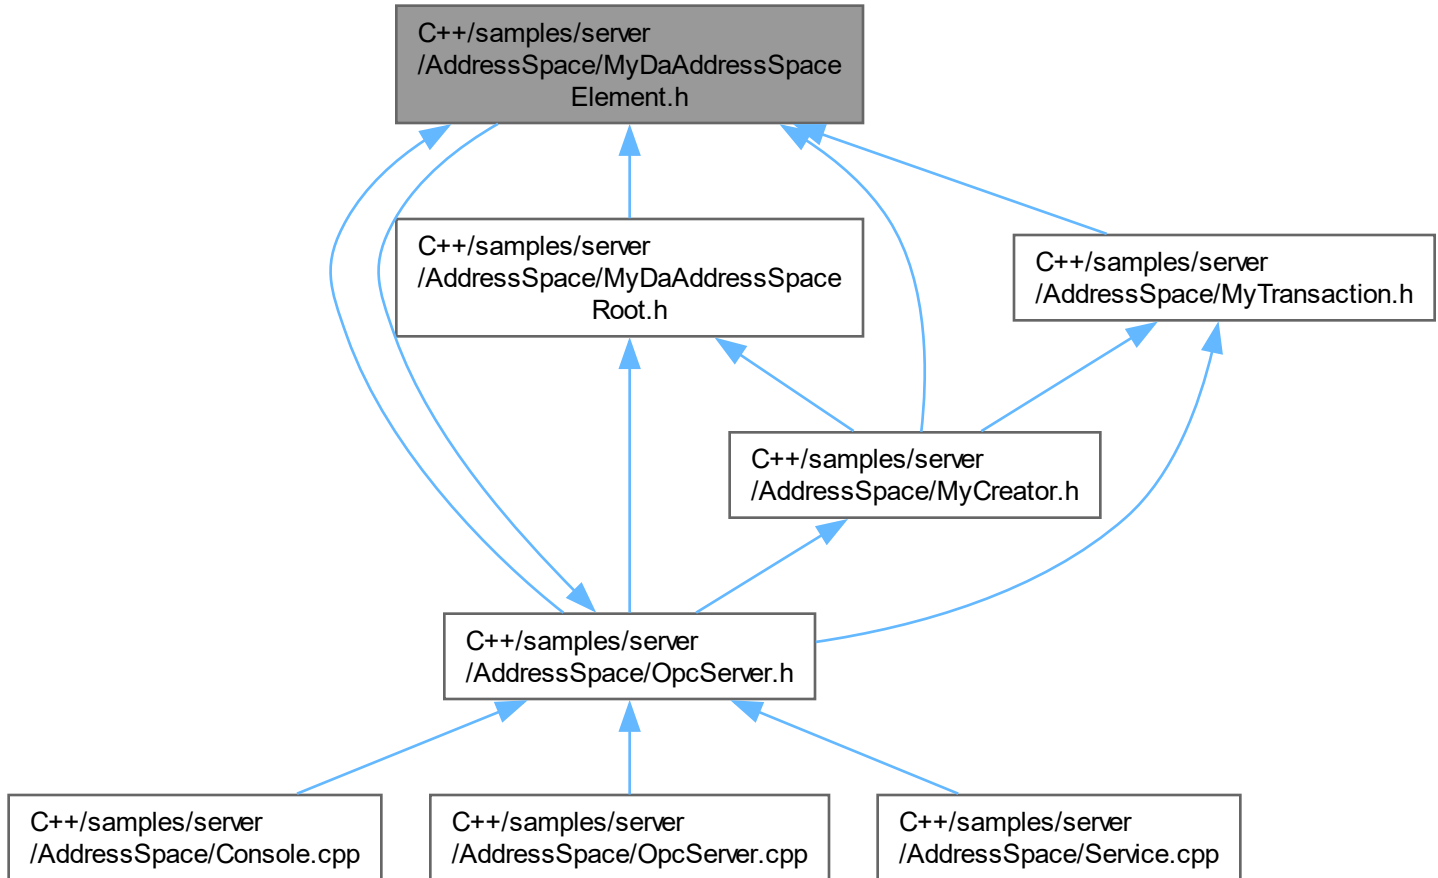 C++/samples/server
/AddressSpace/MyDaAddressSpace
Element.h
C++/samples/server
/AddressSpace/MyDaAddressSpace
Root.h
C++/samples/server
/AddressSpace/MyTransaction.h
C++/samples/server
/AddressSpace/MyCreator.h
C++/samples/server
/AddressSpace/OpcServer.h
C++/samples/server
/AddressSpace/Console.cpp
C++/samples/server
/AddressSpace/OpcServer.cpp
C++/samples/server
/AddressSpace/Service.cpp